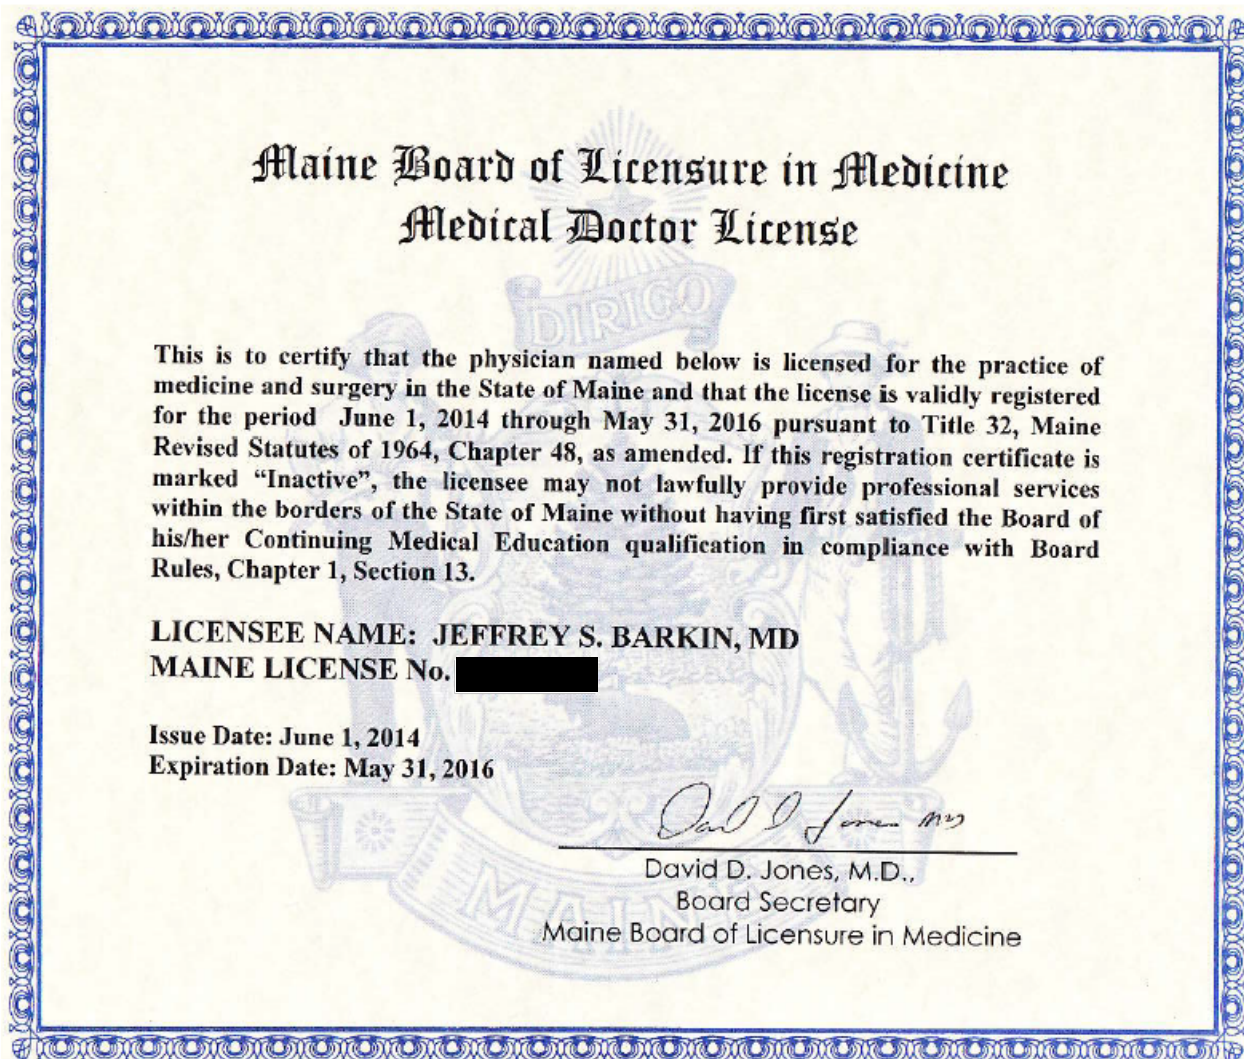 Maine Board of Licensure in Medicine
Medical Doctor License
DIRIGO
This is to certify that the physician named below is licensed for the practice of
medicine and surgery in the State of Maine and that the license is validly registered
for the period June 1, 2014 through May 31, 2016 pursuant to Title 32, Maine
Revised Statutes of 1964, Chapter 48, as amended. If this registration certificate is
marked “Inactive”, the licensee may not lawfully provide professional services
within the borders of the State of Maine without having first satisfied the Board of
his/her Continuing Medical Education qualification in compliance with Board
Rules, Chapter 1, Section 13.
LICENSEE NAME: JEFFREY S. BARKIN, MD
MAINE LICENSE No.
Issue Date: June 1, 2014
Expiration Date: May 31, 2016
David D Jones MD
David D. Jones, M.D.,
Board Secretary
Maine Board of Licensure in Medicine
MAINE